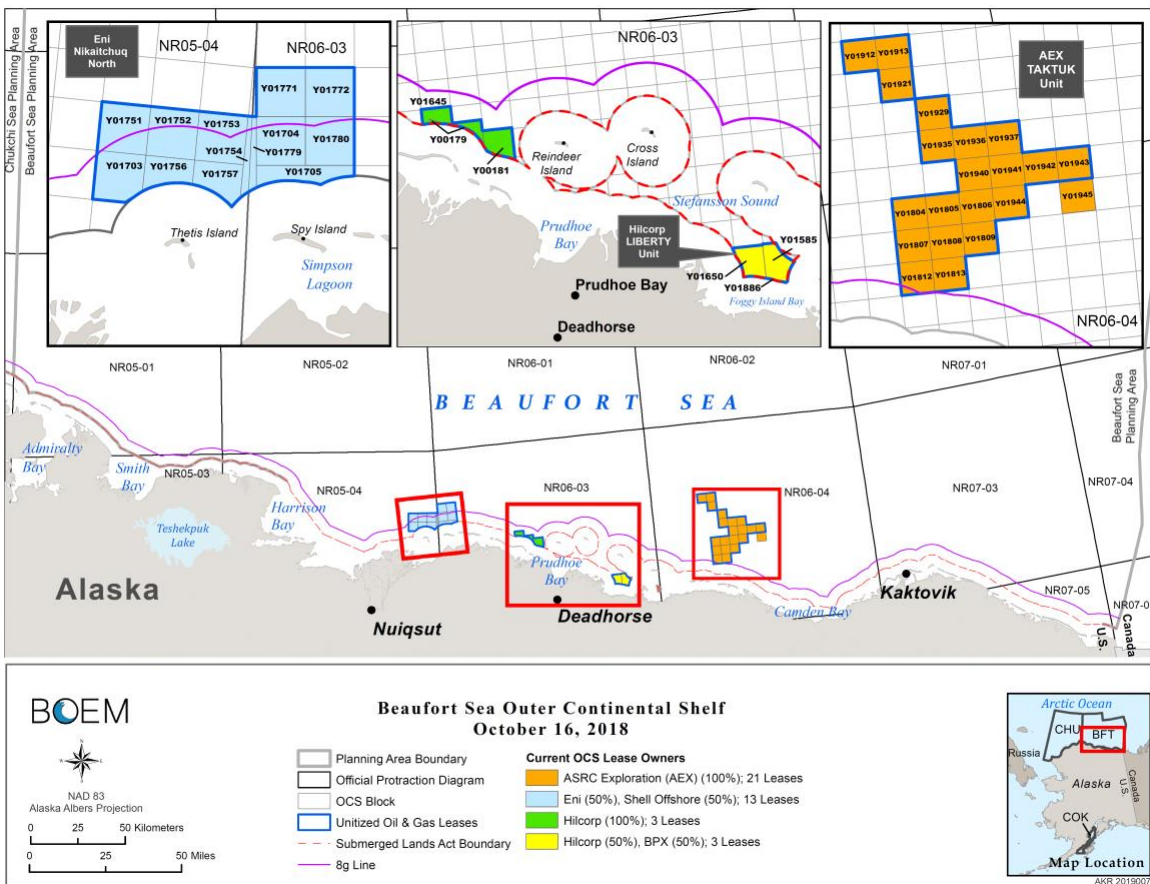 Chukchi Sea Planning Area
Beaufort Sea Planning Area
Eni
Nikaitchuq
North
NR05-04
NR06-03
Y01771
Y01772
Y01751
Y01752
Y01753
Y01704
Y01780
Y01754
Y01779
Y01703
Y01756
Y01757
Y01705
Thetis Island
Spy Island
Simpson
Lagoon
NR06-03
Y01645
Y00179
Y00181
Reindeer
Island
Cross
Island
Stefansson Sound
Prudhoe
Bay
Hilcorp
LIBERTY
Unit
Y01585
Y01650
Y01886
Foggy Island Bay
Prudhoe Bay
Deadhorse
AEX
TAKTUK
Unit
Y01912
Y01913
Y01921
Y01929
Y01935
Y01936
Y01937
Y01940
Y01941
Y01942
Y01943
Y01945
Y01804
Y01805
Y01806
Y01944
Y01807
Y01808
Y01809
Y01812
Y01813
NR06-04
NR05-01
NR05-02
NR06-01
NR06-02
NR07-01
BEAUFORT SEA
Beaufort Sea
Planning Area
Admiralty
Bay
Smith
Bay
NR05-03
Harrison
Bay
NR05-04
NR06-03
NR06-04
NR07-03
NR07-04
Teshekpuk
Lake
Prudhoe
Bay
Alaska
Nuiqsut
Deadhorse
Camden Bay
Kaktovik
NR07-05
NR07-0
U.S.
Canada
BOEM
NAD 83
Alaska Albers Projection
0 25 50 Kilometers
0 25 50 Miles
Beaufort Sea Outer Continental Shelf
October 16, 2018
Planning Area Boundary
Official Protraction Diagram
OCS Block
Unitized Oil & Gas Leases
Submerged Lands Act Boundary
8g Line
Current OCS Lease Owners
ASRC Exploration (AEX) (100%); 21 Leases
Eni (50%), Shell Offshore (50%); 13 Leases
Hilcorp (100%); 3 Leases
Hilcorp (50%), BPX (50%); 3 Leases
Arctic Ocean
CHU
BFT
Russia
Alaska
Canada
U.S.
COK
Map Location
AKR 2019007